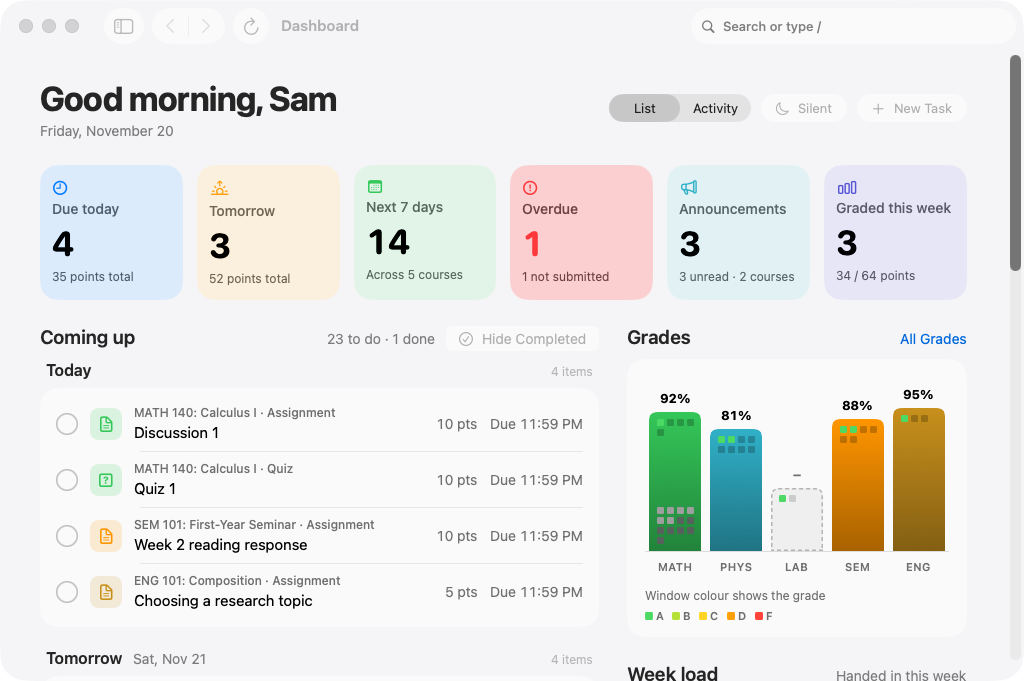 Dashboard
Search or type /
Good morning, Sam
Friday, November 20
List
Activity
Silent
New Task
Due today
4
35 points total
Tomorrow
3
52 points total
Next 7 days
14
Across 5 courses
Overdue
1
1 not submitted
Announcements
3
3 unread · 2 courses
Graded this week
3
34 / 64 points
Coming up
23 to do · 1 done
Hide Completed
Today
4 items
MATH 140: Calculus I · Assignment
Discussion 1
10 pts Due 11:59 PM
MATH 140: Calculus I · Quiz
Quiz 1
10 pts Due 11:59 PM
SEM 101: First-Year Seminar · Assignment
Week 2 reading response
10 pts Due 11:59 PM
ENG 101: Composition · Assignment
Choosing a research topic
5 pts Due 11:59 PM
Tomorrow Sat, Nov 21
4 items
Grades
All Grades
92%
81%
–
88%
95%
MATH PHYS LAB SEM ENG
Window colour shows the grade
A B C D F
Week load
Handed in this week